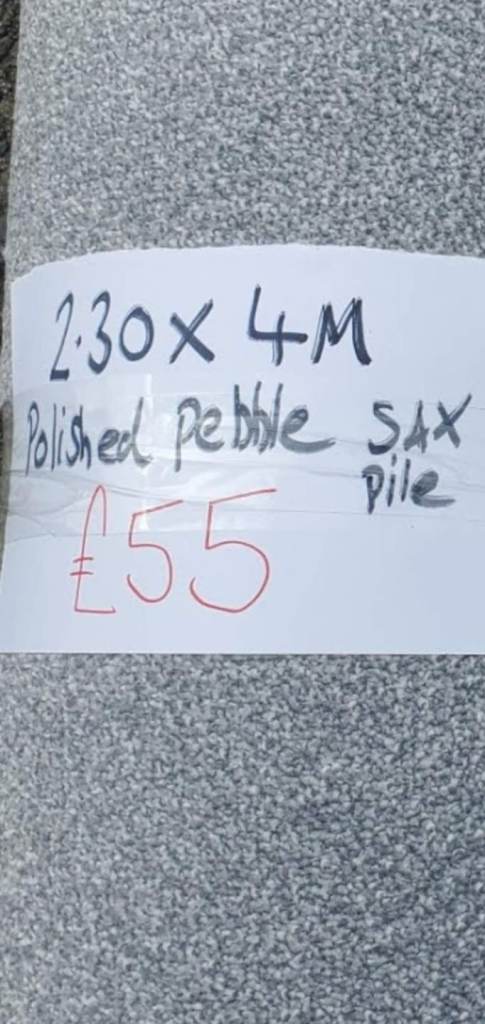 2.30 x 4M
Polished Pebble SAX
pile
£55